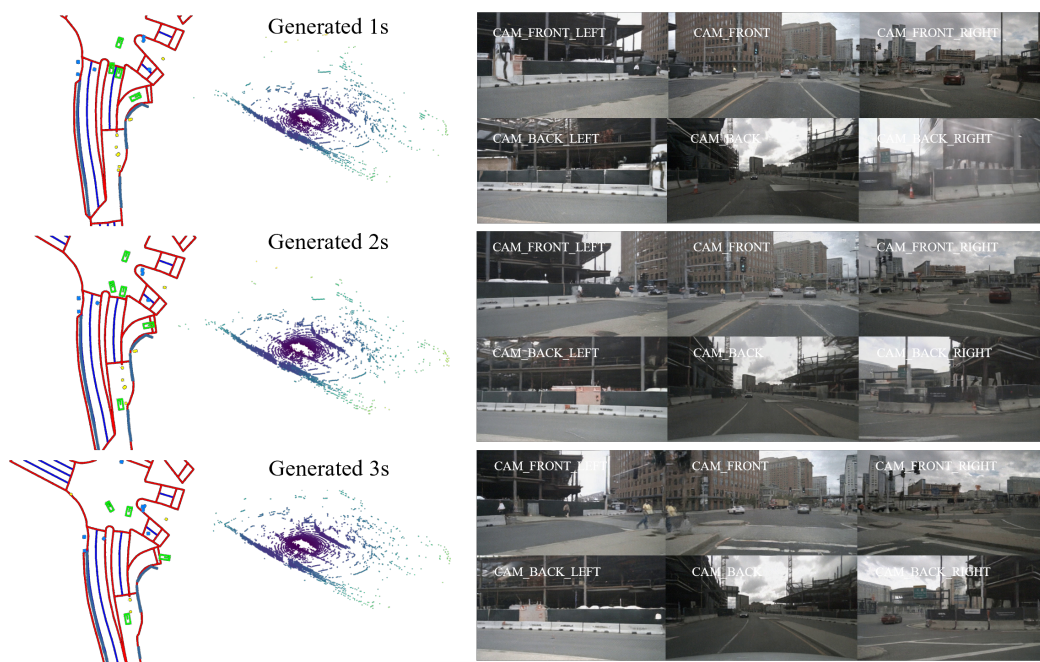 Generated 1s
CAM_FRONT_LEFT
CAM_FRONT
CAM_FRONT_RIGHT
CAM_BACK_LEFT
CAM_BACK
CAM_BACK_RIGHT
Generated 2s
CAM_FRONT_LEFT
CAM_FRONT
CAM_FRONT_RIGHT
CAM_BACK_LEFT
CAM_BACK
CAM_BACK_RIGHT
Generated 3s
CAM_FRONT_LEFT
CAM_FRONT
CAM_FRONT_RIGHT
CAM_BACK_LEFT
CAM_BACK
CAM_BACK_RIGHT